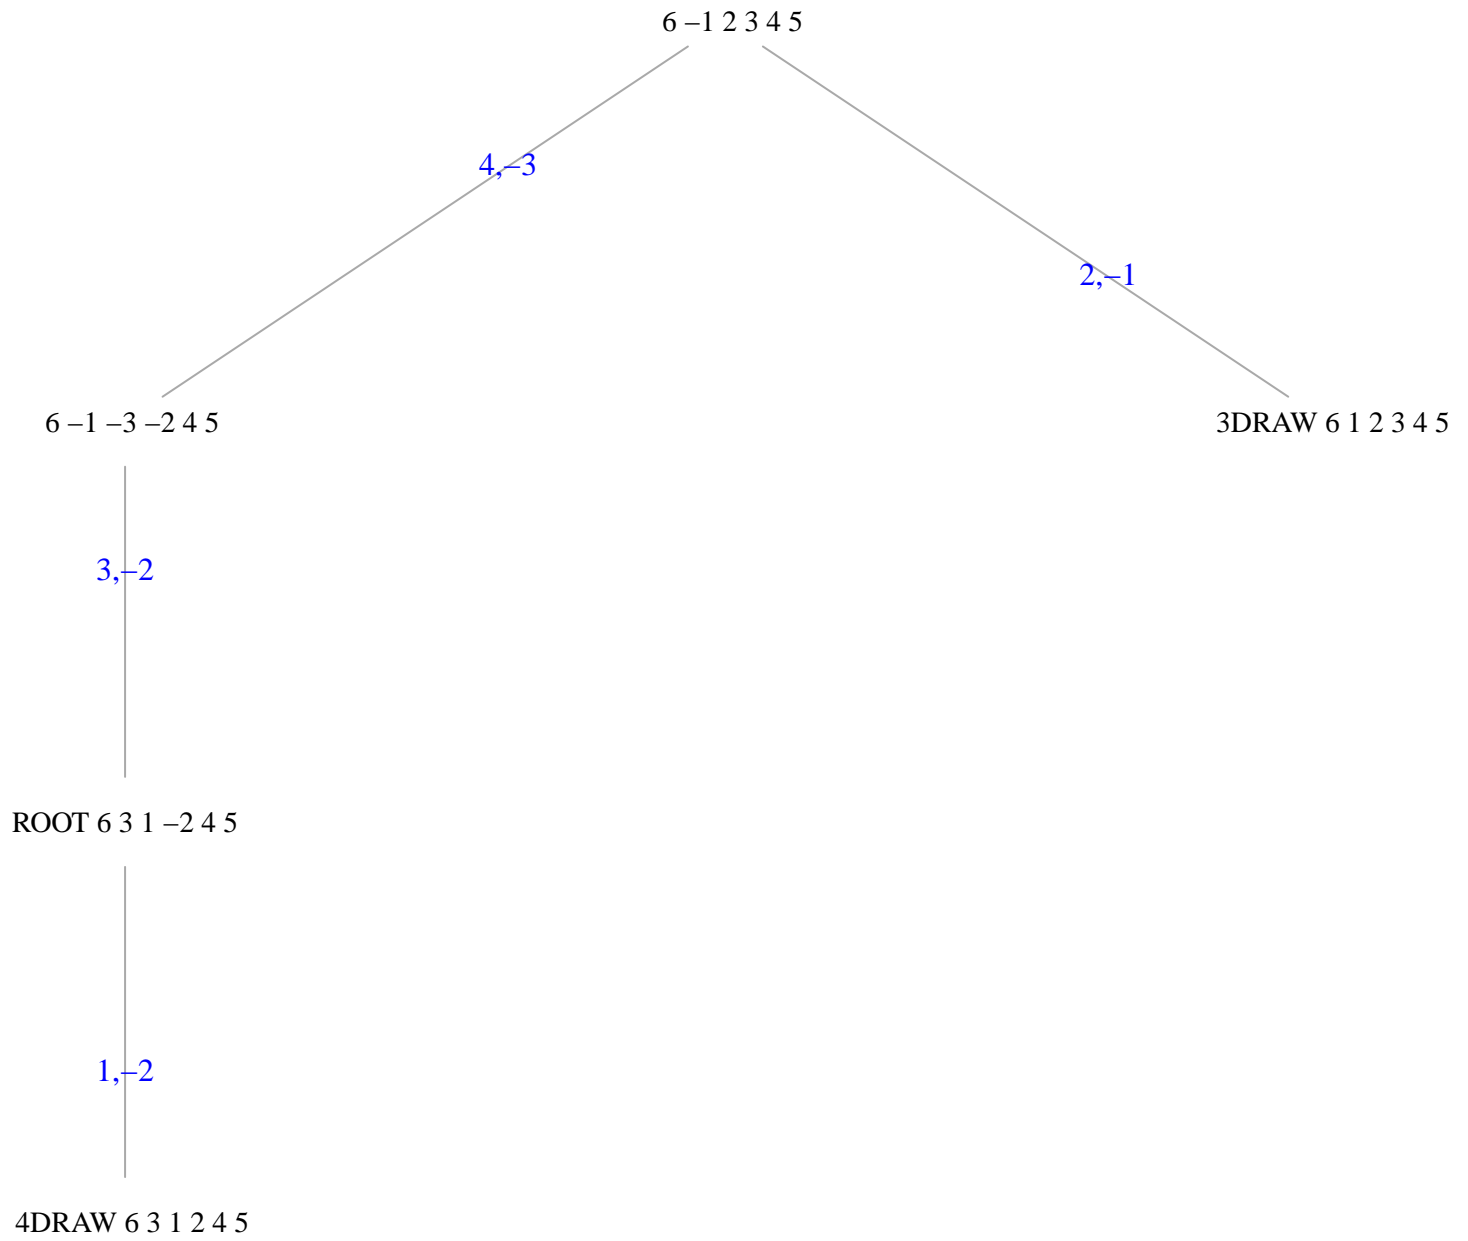 6 –1 2 3 4 5
4,–3
2,–1
6 –1 –3 –2 4 5
3DRAW 6 1 2 3 4 5
3,–2
ROOT 6 3 1 –2 4 5
1,–2
4DRAW 6 3 1 2 4 5